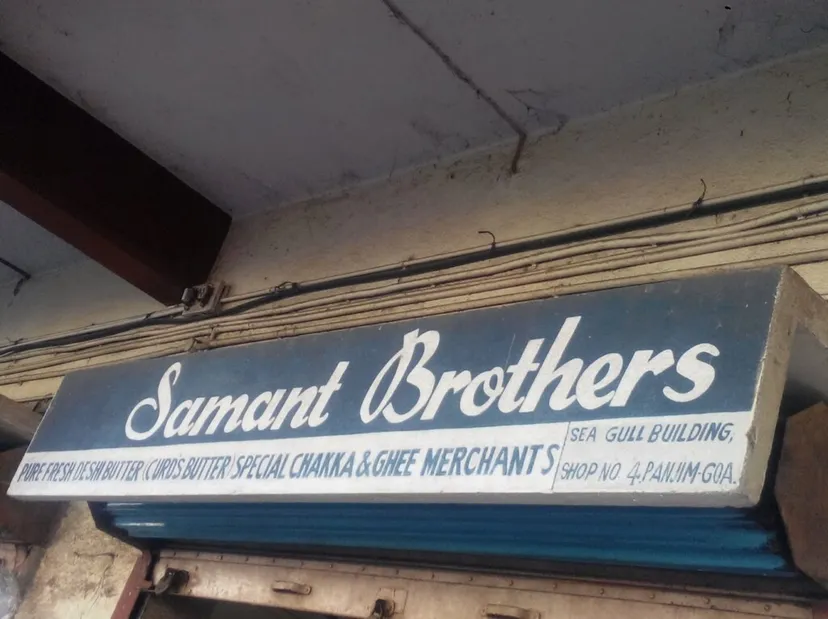 Samant Brothers
PURE FRESH DESHI BUTTER (CURDS BUTTER) SPECIAL CHAKKA & GHEE MERCHANTS
SEA GULL BUILDING,
SHOP NO 4, PANJIM-GOA.